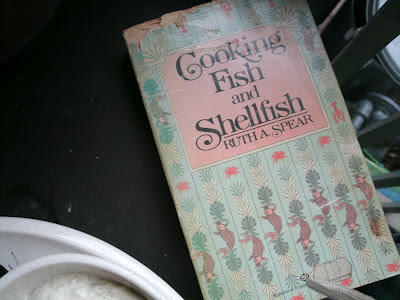 Cooking
Fish
and
Shellfish
RUTH A. SPEAR